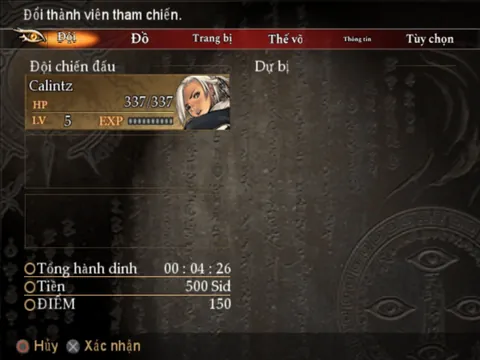 Đổi thành viên tham chiến.
Đội Đồ Trang bị Thế võ Thông tin Tùy chọn
Đội chiến đấu Dự bị
Calintz
HP 337/337
LV 5 EXP
Tổng hành dinh 00 : 04 : 26
Tiền 500 Sid
ĐIỂM 150
Hủy Xác nhận